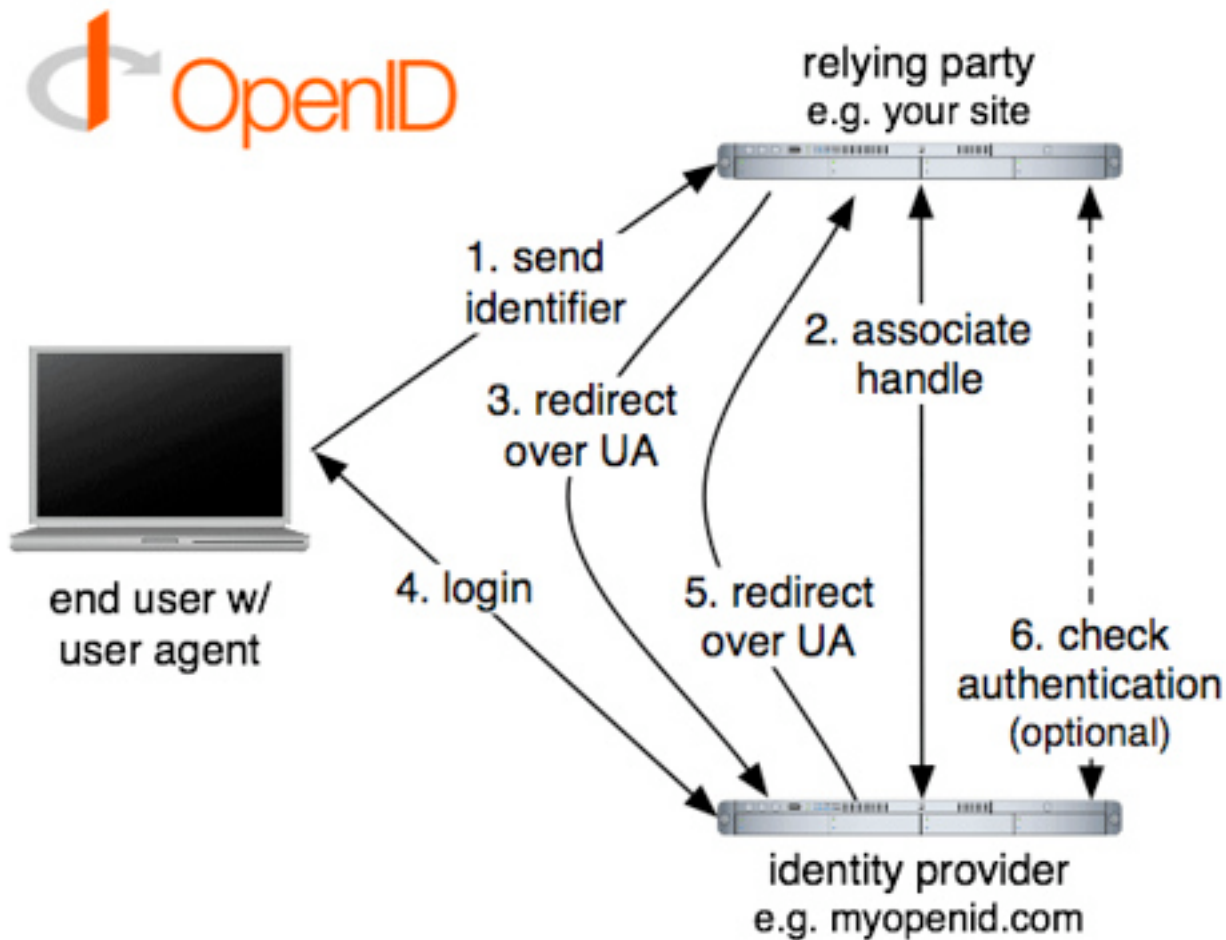 OpenID
relying party
e.g. your site
1. send
identifier
2. associate
handle
3. redirect
over UA
4. login
5. redirect
over UA
6. check
authentication
(optional)
end user w/
user agent
identity provider
e.g. myopenid.com